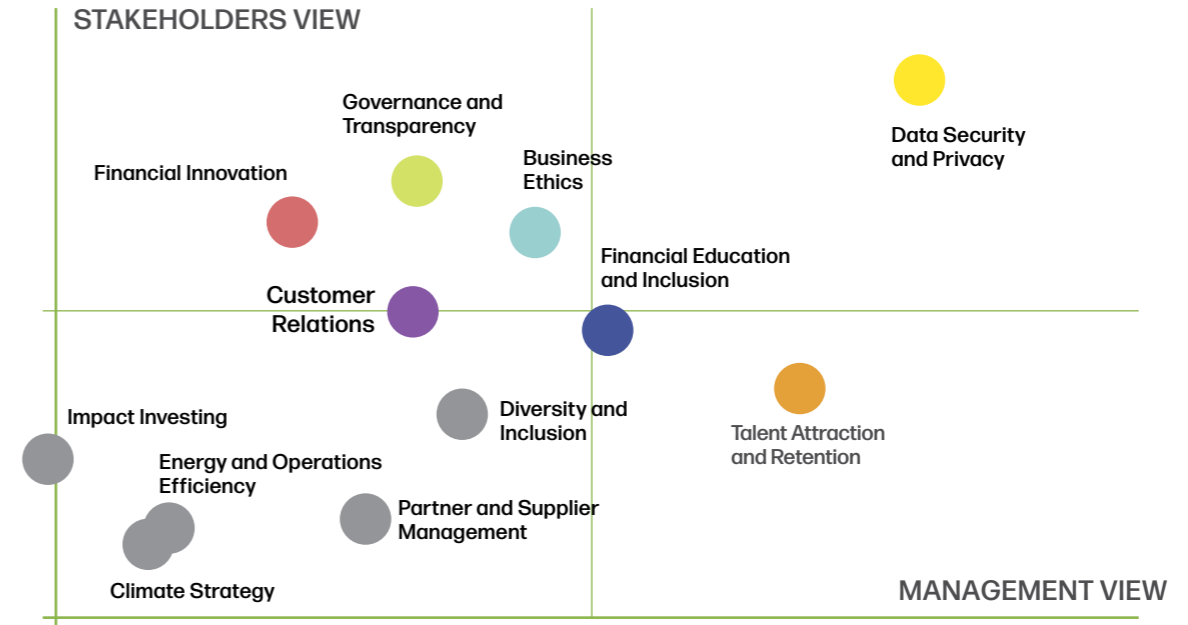 STAKEHOLDERS VIEW
Governance and
Transparency
Data Security
and Privacy
Business
Ethics
Financial Innovation
Financial Education
and Inclusion
Customer
Relations
Impact Investing
Diversity and
Inclusion
Talent Attraction
and Retention
Energy and Operations
Efficiency
Partner and Supplier
Management
Climate Strategy
MANAGEMENT VIEW